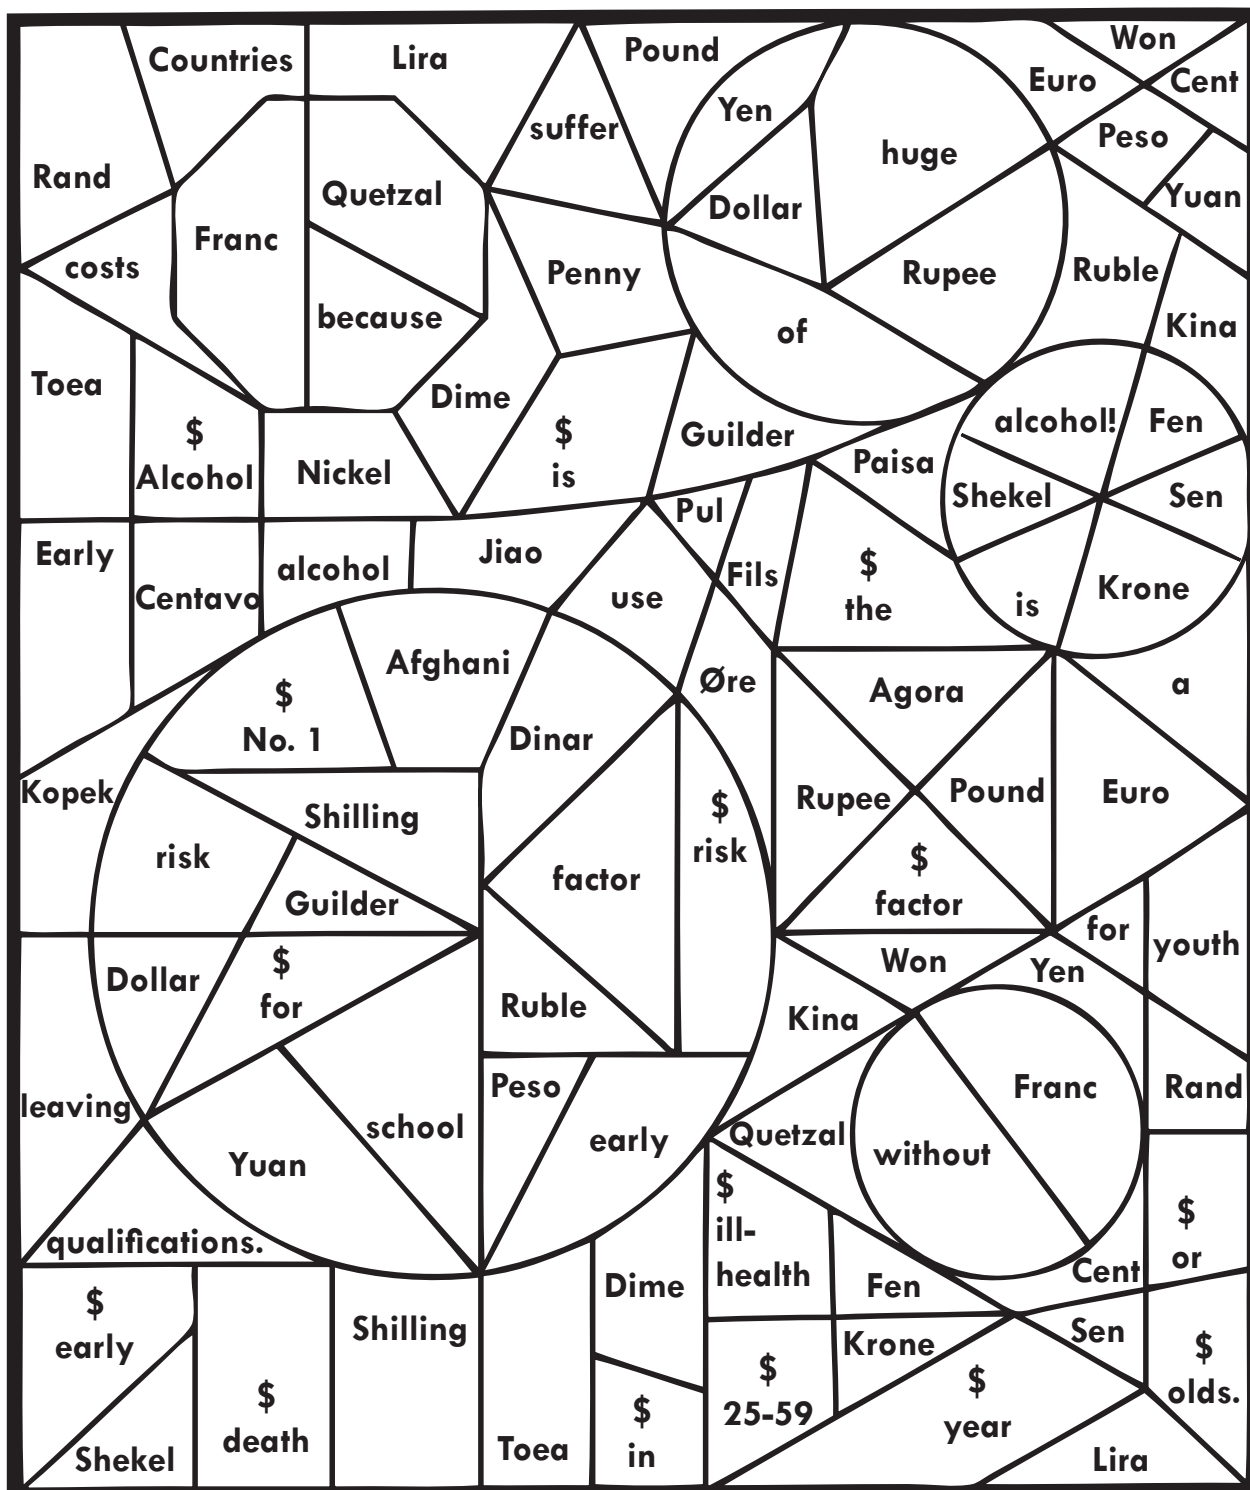 Countries
Lira
Pound
Won
Euro
Cent
Yen
suffer
Peso
huge
Rand
Quetzal
Yuan
Dollar
Franc
costs
Penny
Rupee
Ruble
because
of
Kina
Toea
Dime
$
Alcohol
Nickel
$
is
Guilder
alcohol!
Fen
Paisa
Shekel
Sen
Pul
Early
Centavo
alcohol
Jiao
use
Fils
$
the
is
Krone
Afghani
Øre
Agora
a
$
No. 1
Dinar
Kopek
Shilling
$
risk
Rupee
Pound
Euro
risk
factor
$
factor
Guilder
for
youth
Dollar
$
for
Won
Yen
Ruble
Kina
leaving
school
Peso
early
Franc
Rand
Quetzal
without
Yuan
$
ill-
health
$
or
qualifications.
Cent
Dime
Fen
$
early
Shilling
Krone
Sen
$
olds.
$
death
$
25-59
$
year
Shekel
Toea
$
in
Lira